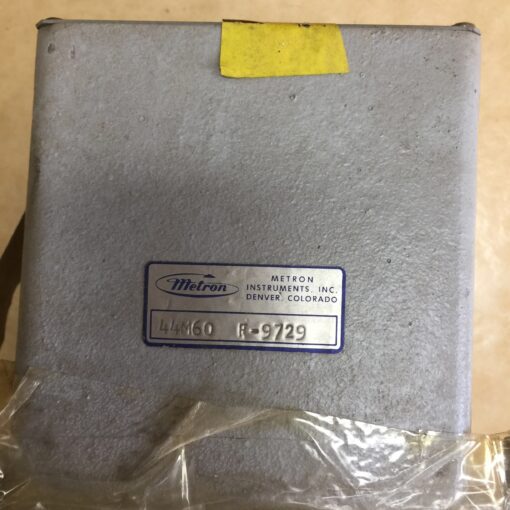 Metron
METRON
INSTRUMENTS, INC.
DENVER, COLORADO
44M60 R-9729